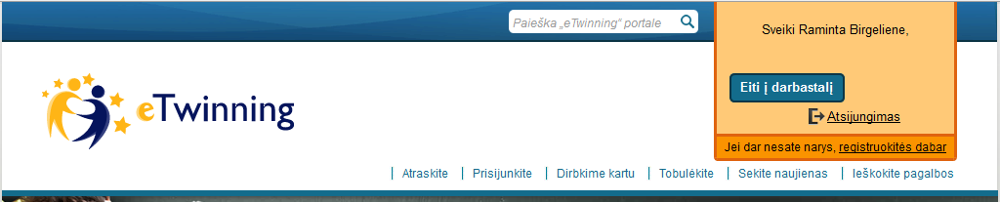 Paieška „eTwinning“ portale
Sveiki Raminta Birgeliene,
Eiti į darbastalį
Atsijungimas
Jei dar nesate narys, registruokitės dabar
eTwinning
Atraskite
Prisijunkite
Dirbkime kartu
Tobulėkite
Sekite naujienas
Ieškokite pagalbos